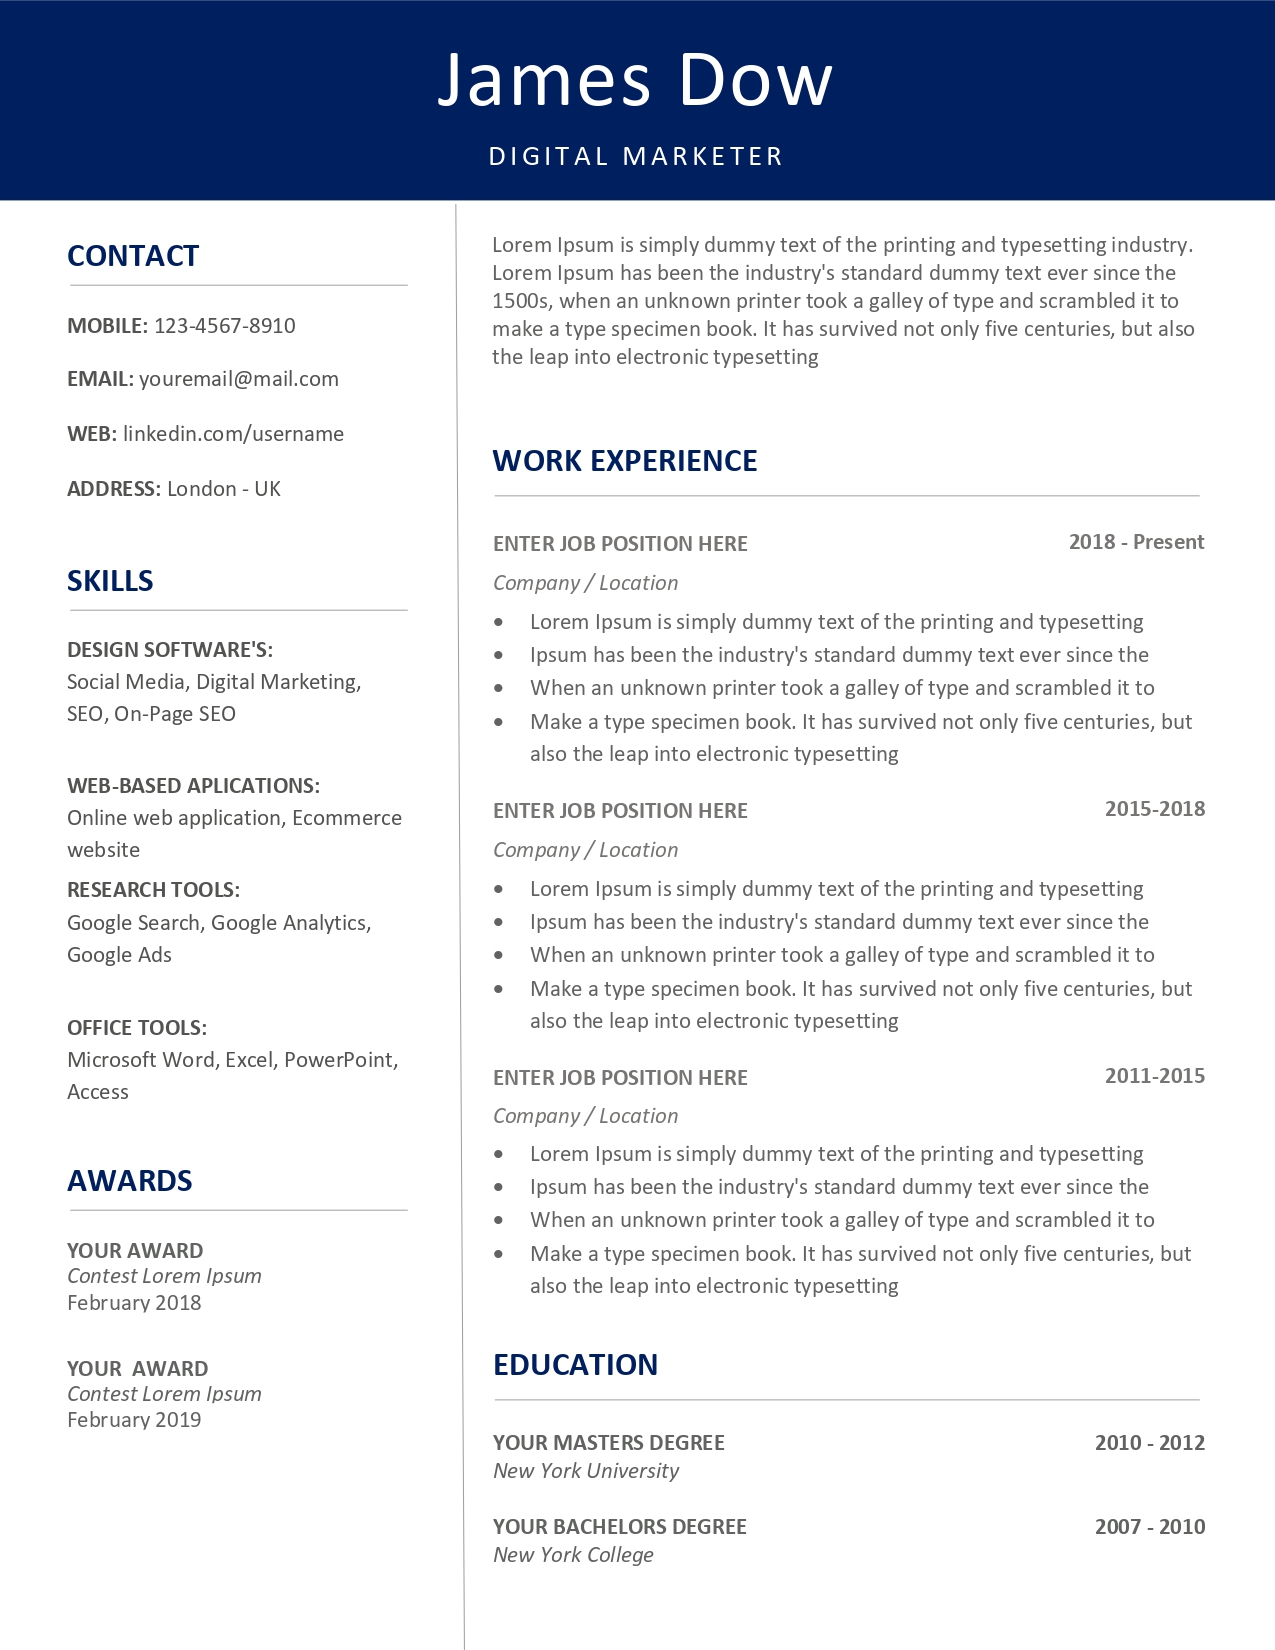 James Dow
DIGITAL MARKETER
CONTACT
MOBILE: 123-4567-8910
EMAIL: youremail@mail.com
WEB: linkedin.com/username
ADDRESS: London - UK
SKILLS
DESIGN SOFTWARE'S:
Social Media, Digital Marketing,
SEO, On-Page SEO
WEB-BASED APLICATIONS:
Online web application, Ecommerce
website
RESEARCH TOOLS:
Google Search, Google Analytics,
Google Ads
OFFICE TOOLS:
Microsoft Word, Excel, PowerPoint,
Access
AWARDS
YOUR AWARD
Contest Lorem Ipsum
February 2018
YOUR  AWARD
Contest Lorem Ipsum
February 2019
Lorem Ipsum is simply dummy text of the printing and typesetting industry.
Lorem Ipsum has been the industry's standard dummy text ever since the
1500s, when an unknown printer took a galley of type and scrambled it to
make a type specimen book. It has survived not only five centuries, but also
the leap into electronic typesetting
WORK EXPERIENCE
ENTER JOB POSITION HERE 2018 - Present
Company / Location
• Lorem Ipsum is simply dummy text of the printing and typesetting
• Ipsum has been the industry's standard dummy text ever since the
• When an unknown printer took a galley of type and scrambled it to
• Make a type specimen book. It has survived not only five centuries, but
also the leap into electronic typesetting
ENTER JOB POSITION HERE 2015-2018
Company / Location
• Lorem Ipsum is simply dummy text of the printing and typesetting
• Ipsum has been the industry's standard dummy text ever since the
• When an unknown printer took a galley of type and scrambled it to
• Make a type specimen book. It has survived not only five centuries, but
also the leap into electronic typesetting
ENTER JOB POSITION HERE 2011-2015
Company / Location
• Lorem Ipsum is simply dummy text of the printing and typesetting
• Ipsum has been the industry's standard dummy text ever since the
• When an unknown printer took a galley of type and scrambled it to
• Make a type specimen book. It has survived not only five centuries, but
also the leap into electronic typesetting
EDUCATION
YOUR MASTERS DEGREE 2010 - 2012
New York University
YOUR BACHELORS DEGREE 2007 - 2010
New York College